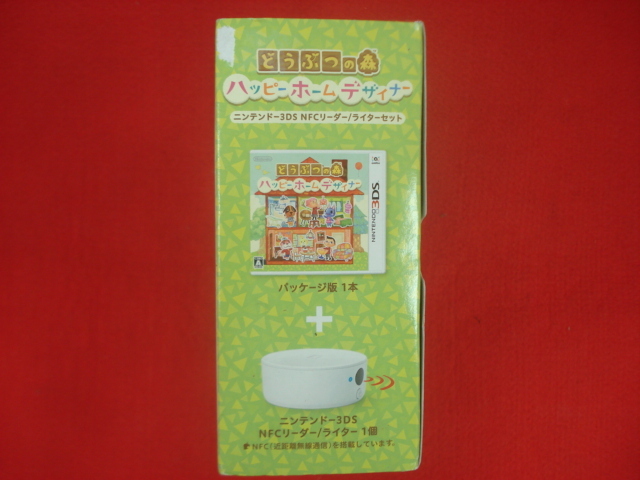 どうぶつの森
ハッピーホームデザイナー
ニンテンドー3DS NFCリーダー/ライターセット
どうぶつの森
ハッピーホームデザイナー
NINTENDO 3DS
パッケージ版 1本
+
ニンテンドー3DS
NFCリーダー/ライター 1個
NFC(近距離無線通信)を搭載しています。